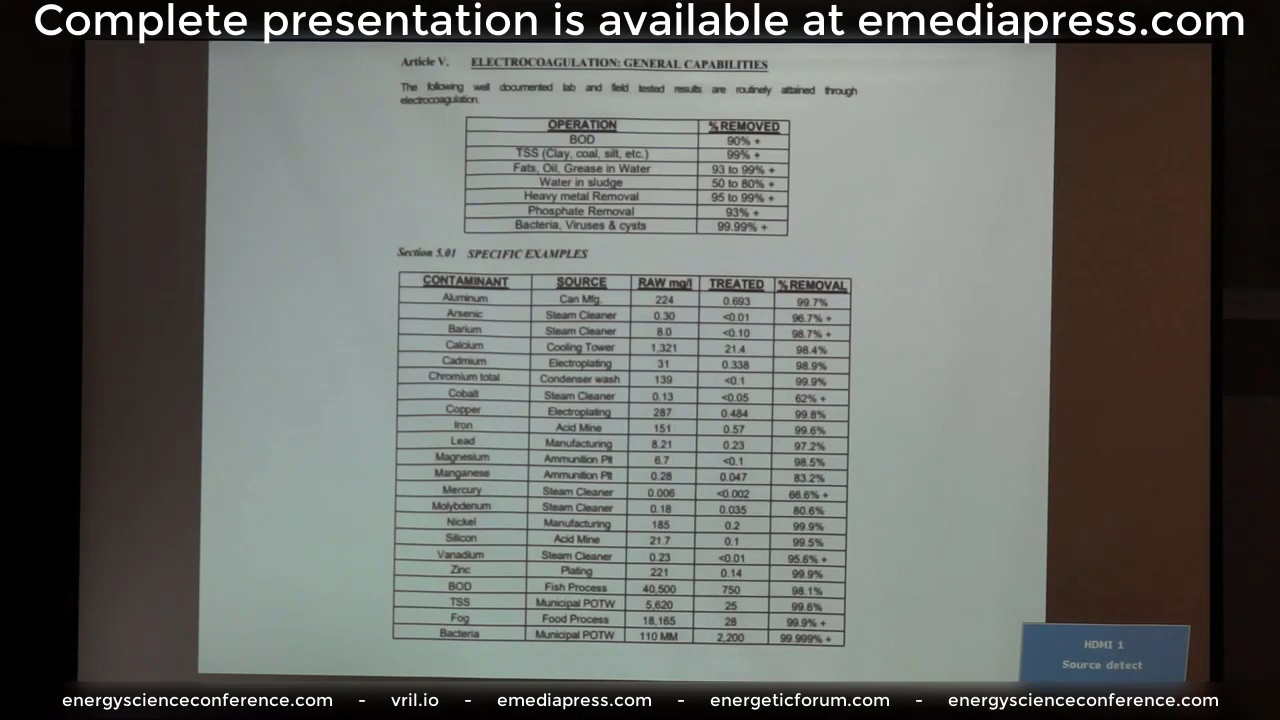 Complete presentation is available at emediapress.com
Article V. ELECTROCOAGULATION: GENERAL CAPABILITIES
The following well documented lab and field tested results are routinely attained through
electrocoagulation.
OPERATION %REMOVED
BOD 90% +
TSS (Clay, coal, silt, etc.) 99% +
Fats, Oil, Grease in Water 93 to 99% +
Water in sludge 50 to 80% +
Heavy metal Removal 95 to 99% +
Phosphate Removal 93% +
Bacteria, Viruses & cysts 99.99% +
Section 5.01 SPECIFIC EXAMPLES
CONTAMINANT SOURCE RAW mg/l TREATED %REMOVAL
Aluminum Can Mfg. 224 0.693 99.7%
Arsenic Steam Cleaner 0.30 <0.01 96.7% +
Barium Steam Cleaner 8.0 <0.10 98.7% +
Calcium Cooling Tower 1,321 21.4 98.4%
Cadmium Electroplating 31 0.338 98.9%
Chromium total Condenser wash 139 <0.1 99.9%
Cobalt Steam Cleaner 0.13 <0.05 62% +
Copper Electroplating 287 0.484 99.8%
Iron Acid Mine 151 0.57 99.6%
Lead Manufacturing 8.21 0.23 97.2%
Magnesium Ammunition Plt 6.7 <0.1 98.5%
Manganese Ammunition Plt 0.28 0.047 83.2%
Mercury Steam Cleaner 0.006 <0.002 66.6% +
Molybdenum Steam Cleaner 0.18 0.035 80.6%
Nickel Manufacturing 185 0.2 99.9%
Silicon Acid Mine 21.7 0.1 99.5%
Vanadium Steam Cleaner 0.23 <0.01 95.6% +
Zinc Plating 221 0.14 99.9%
BOD Fish Process 40,500 750 98.1%
TSS Municipal POTW 5,620 25 99.6%
Fog Food Process 18,165 28 99.9% +
Bacteria Municipal POTW 110 MM 2,200 99.999% +
HDMI 1
Source detect
energyscienceconference.com - vril.io - emediapress.com - energeticforum.com - energyscienceconference.com